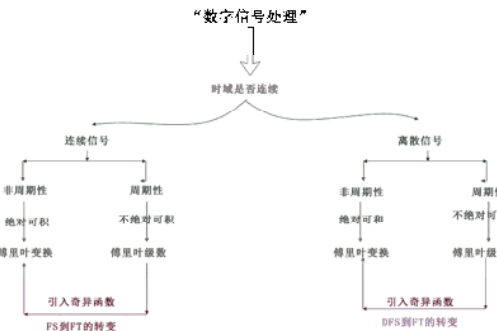 “数字信号处理”
时域是否连续
连续信号
离散信号
非周期性
周期性
非周期性
周期
绝对可积
不绝对可积
绝对可和
不绝对可
傅里叶变换
傅里叶级数
傅里叶变换
傅里叶级
引入奇异函数
引入奇异函数
FS到FT的转变
DFS到FT的转变